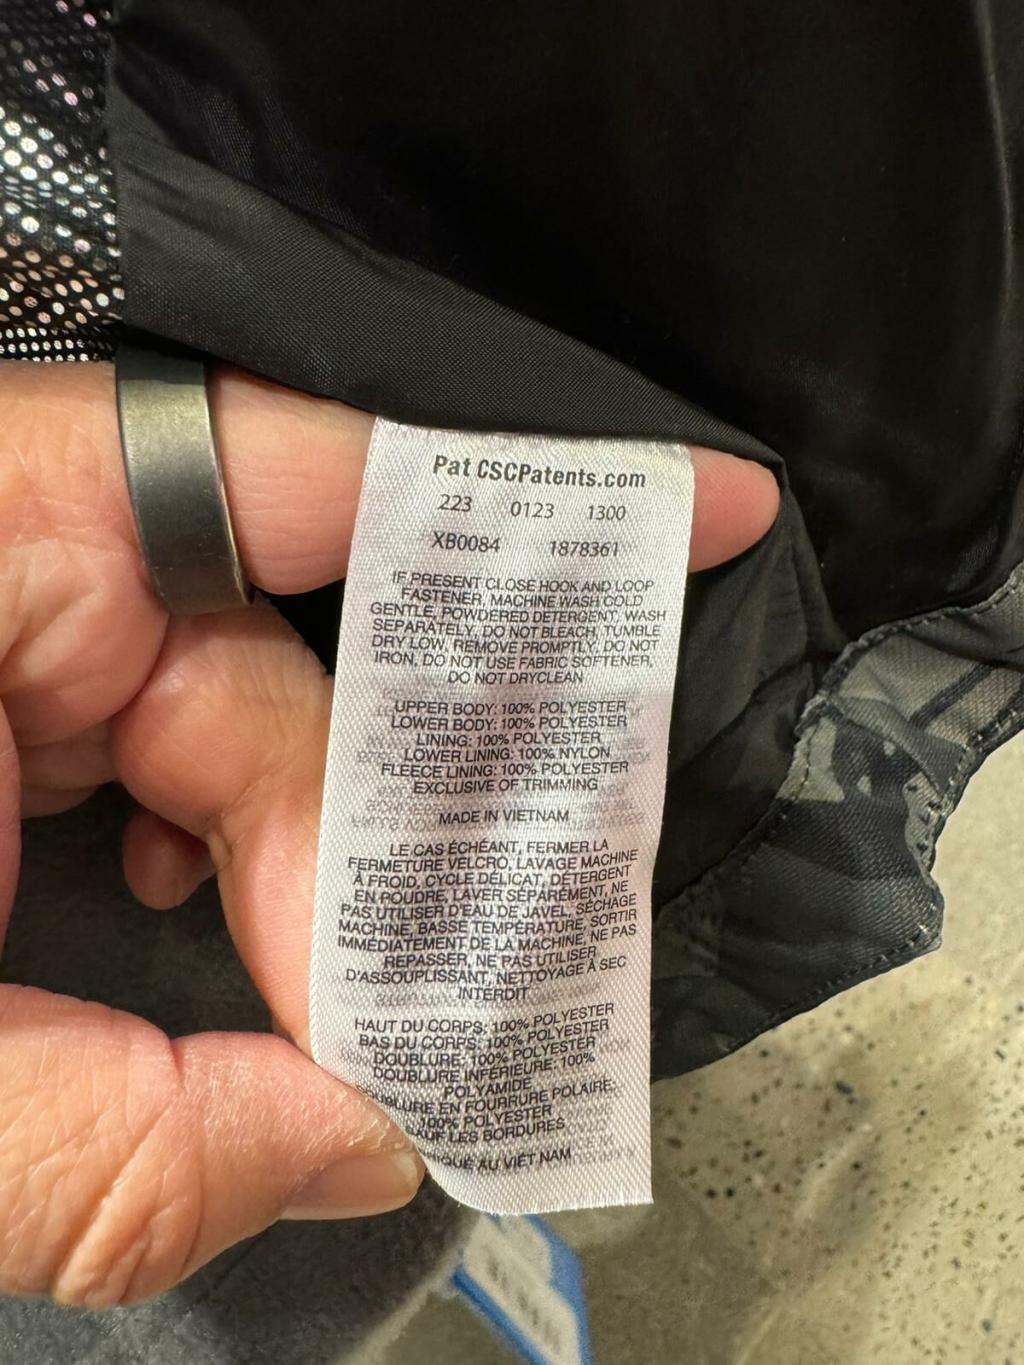 Pat CSCPatents.com
223 0123 1300
XB0084 1878361
IF PRESENT CLOSE HOOK AND LOOP
FASTENER, MACHINE WASH COLD
GENTLE, POWDERED DETERGENT, WASH
SEPARATELY, DO NOT BLEACH, TUMBLE
DRY LOW, REMOVE PROMPTLY, DO NOT
IRON, DO NOT USE FABRIC SOFTENER,
DO NOT DRYCLEAN
UPPER BODY: 100% POLYESTER
LOWER BODY: 100% POLYESTER
LINING: 100% POLYESTER
LOWER LINING: 100% NYLON
FLEECE LINING: 100% POLYESTER
EXCLUSIVE OF TRIMMING
MADE IN VIETNAM
LE CAS ÉCHÉANT, FERMER LA
FERMETURE VELCRO, LAVAGE MACHINE
À FROID, CYCLE DÉLICAT, DÉTERGENT
EN POUDRE, LAVER SÉPARÉMENT, NE
PAS UTILISER D'EAU DE JAVEL, SÉCHAGE
MACHINE, BASSE TEMPÉRATURE, SORTIR
IMMÉDIATEMENT DE LA MACHINE, NE PAS
REPASSER, NE PAS UTILISER
D'ASSOUPLISSANT, NETTOYAGE À SEC
INTERDIT
HAUT DU CORPS: 100% POLYESTER
BAS DU CORPS: 100% POLYESTER
DOUBLURE: 100% POLYESTER
DOUBLURE INFÉRIEURE: 100%
POLYAMIDE
OUBLURE EN FOURRURE POLAIRE:
100% POLYESTER
AUF LES BORDURES
IQUÉ AU VIÊT NAM